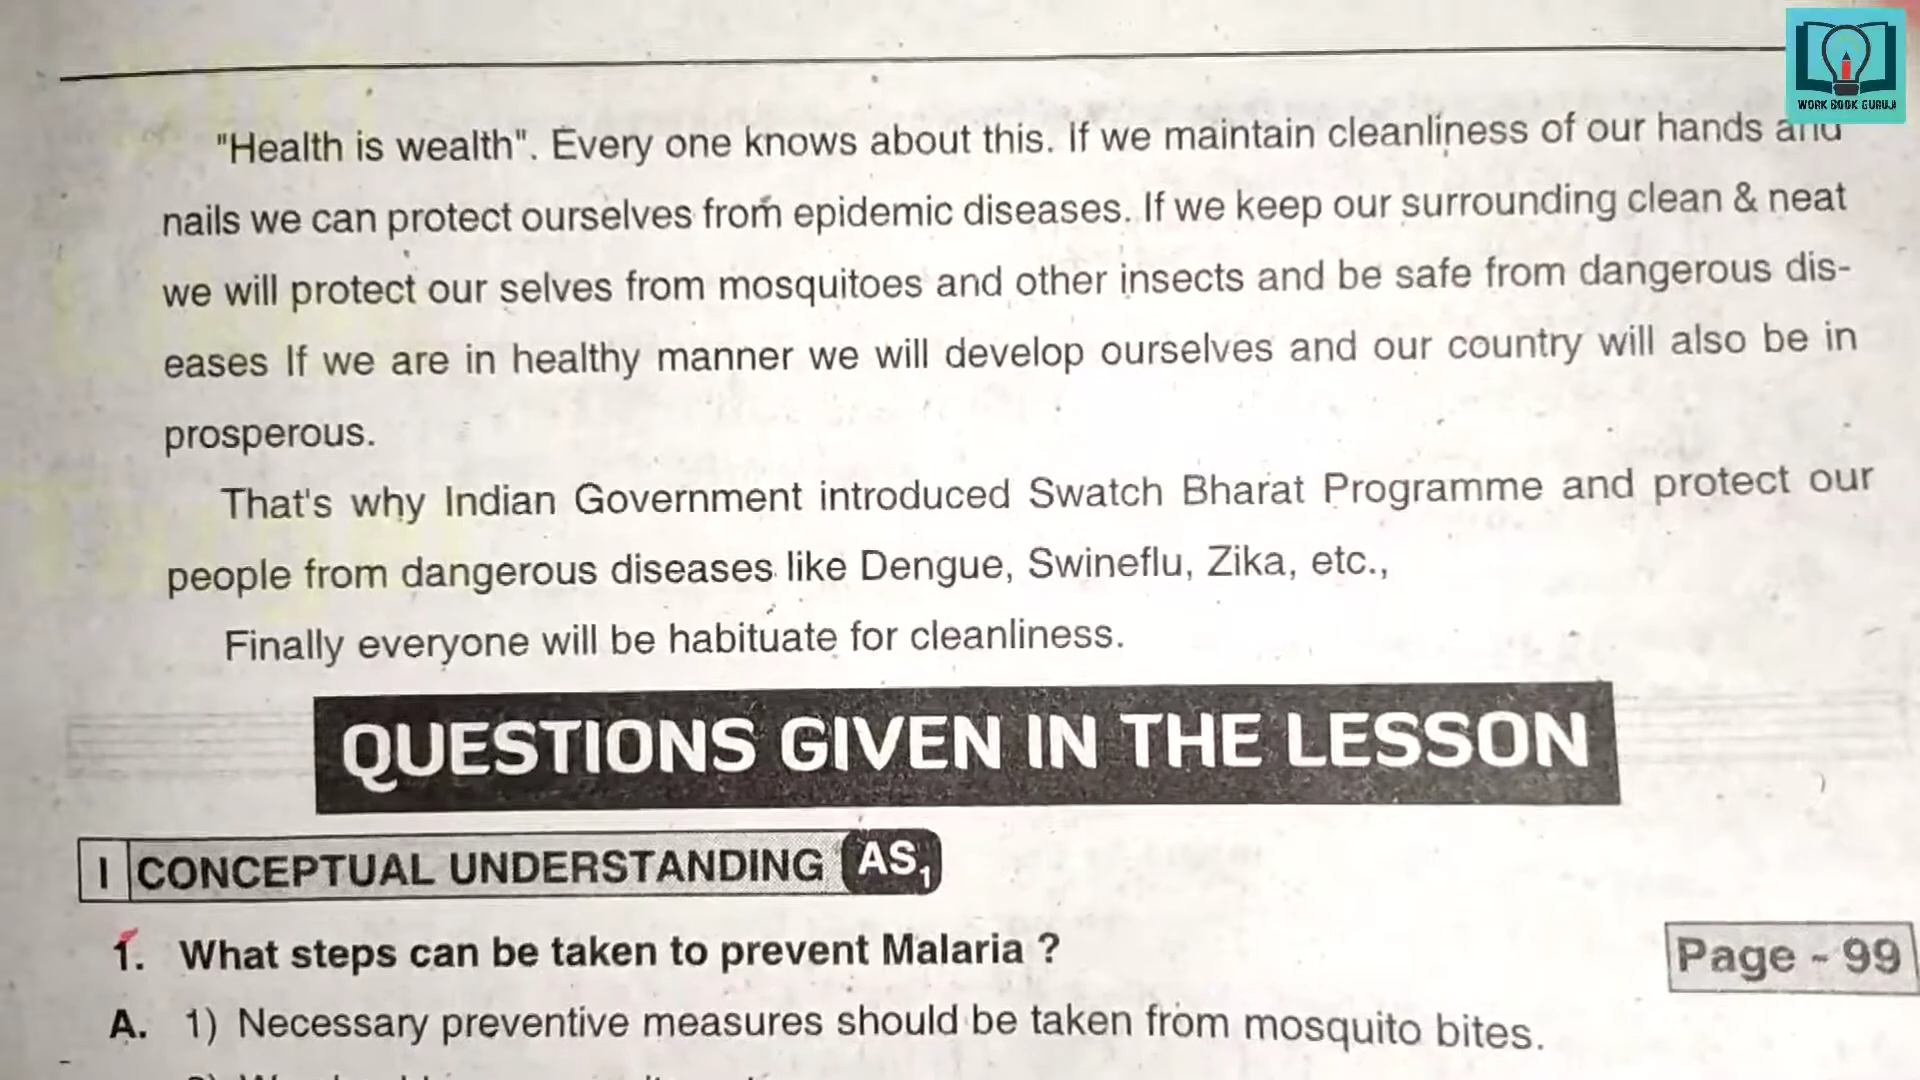 WORK BOOK GURUJI
"Health is wealth". Every one knows about this. If we maintain cleanliness of our hands and
nails we can protect ourselves from epidemic diseases. If we keep our surrounding clean & neat
we will protect our selves from mosquitoes and other insects and be safe from dangerous dis-
eases If we are in healthy manner we will develop ourselves and our country will also be in
prosperous.
That's why Indian Government introduced Swatch Bharat Programme and protect our
people from dangerous diseases like Dengue, Swineflu, Zika, etc.,
Finally everyone will be habituate for cleanliness.
QUESTIONS GIVEN IN THE LESSON
I CONCEPTUAL UNDERSTANDING AS1
1. What steps can be taken to prevent Malaria ?
Page - 99
A. 1) Necessary preventive measures should be taken from mosquito bites.